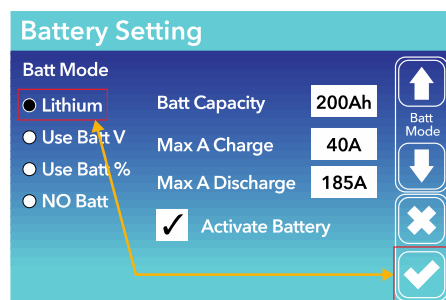 Battery Setting
Batt Mode
Lithium
Use Batt V
Use Batt %
NO Batt
Batt Capacity 200Ah
Max A Charge 40A
Max A Discharge 185A
Activate Battery
Batt
Mode